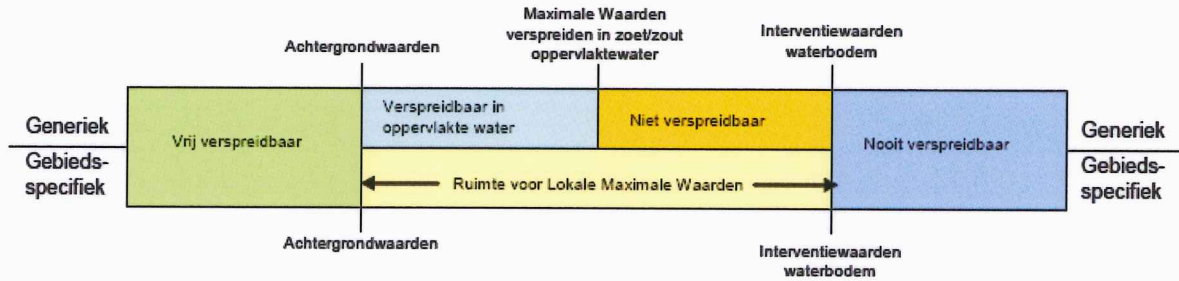 Maximale Waarden
verspreiden in zoet/zout
oppervlaktewater
Achtergrondwaarden
Interventiewaarden
waterbodem
Generiek
Gebieds-
specifiek
Vrij verspreidbaar
Verspreidbaar in
oppervlakte water
Niet verspreidbaar
Nooit verspreidbaar
Ruimte voor Lokale Maximale Waarden
Generiek
Gebieds-
specifiek
Achtergrondwaarden
Interventiewaarden
waterbodem